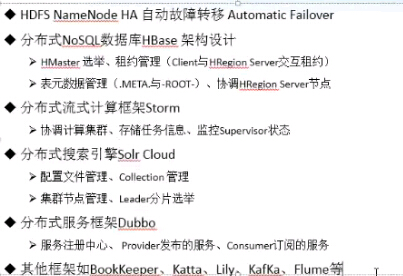 ◆ HDFS NameNode HA 自动故障转移 Automatic Failover
◆ 分布式NoSQL数据库HBase 架构设计
➢ HMaster 选举、租约管理（Client与HRegion Server交互租约）
➢ 表元数据管理（.META.与-ROOT-）、协调HRegion Server节点
◆ 分布式流式计算框架Storm
➢ 协调计算集群、存储任务信息、监控Supervisor状态
◆ 分布式搜索引擎Solr Cloud
➢ 配置文件管理、Collection 管理
➢ 集群节点管理、Leader分片选举
◆ 分布式服务框架Dubbo
➢ 服务注册中心、Provider发布的服务、Consumer订阅的服务
◆ 其他框架如BookKeeper、Katta、Lily、KafKa、Flume等